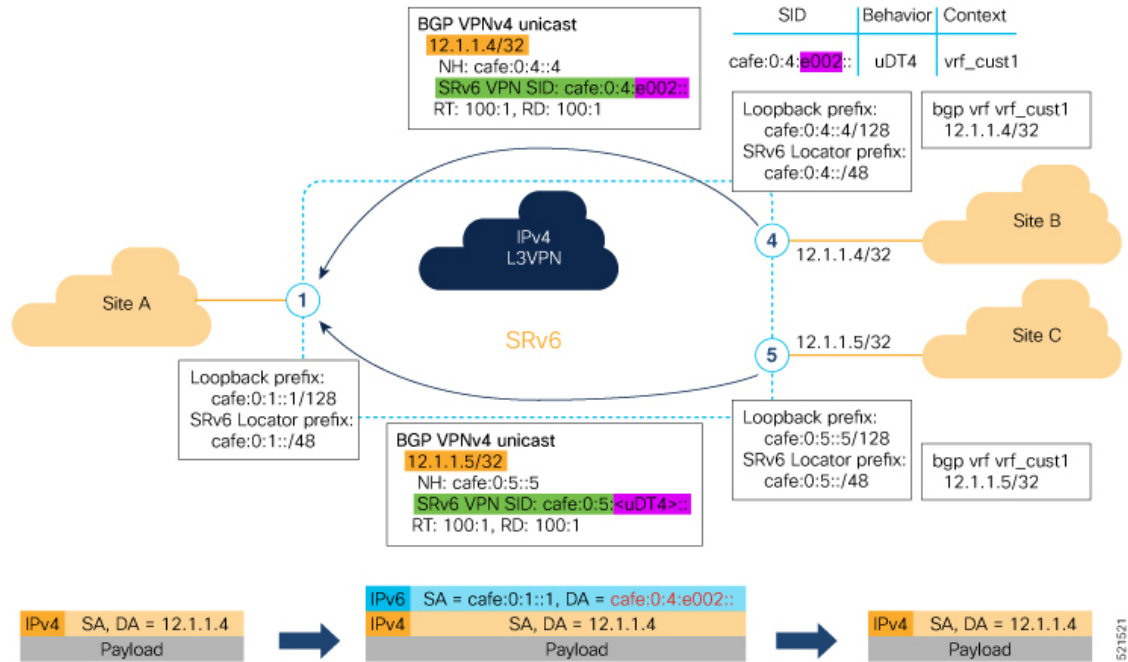 BGP VPNv4 unicast
12.1.1.4/32
NH: cafe:0:4::4
SRv6 VPN SID: cafe:0:4:e002::
RT: 100:1, RD: 100:1
SID Behavior Context
cafe:0:4:e002:: uDT4 vrf_cust1
Loopback prefix:
cafe:0:4::4/128
SRv6 Locator prefix:
cafe:0:4::/48
bgp vrf vrf_cust1
12.1.1.4/32
IPv4
L3VPN
4
12.1.1.4/32
Site B
Site A
1
SRv6
5
12.1.1.5/32
Site C
Loopback prefix:
cafe:0:1::1/128
SRv6 Locator prefix:
cafe:0:1::/48
BGP VPNv4 unicast
12.1.1.5/32
NH: cafe:0:5::5
SRv6 VPN SID: cafe:0:5:<uDT4>::
RT: 100:1, RD: 100:1
Loopback prefix:
cafe:0:5::5/128
SRv6 Locator prefix:
cafe:0:5::/48
bgp vrf vrf_cust1
12.1.1.5/32
IPv4 SA, DA = 12.1.1.4
Payload
IPv6 SA = cafe:0:1::1, DA = cafe:0:4:e002::
IPv4 SA, DA = 12.1.1.4
Payload
IPv4 SA, DA = 12.1.1.4
Payload
521521